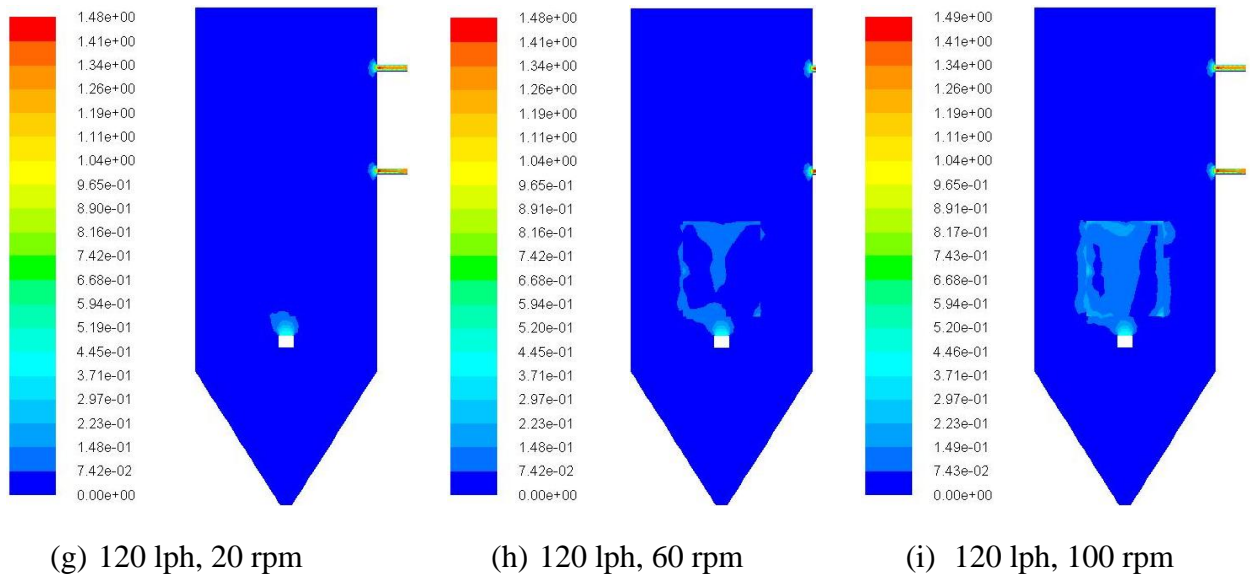 1.48e+00
1.41e+00
1.34e+00
1.26e+00
1.19e+00
1.11e+00
1.04e+00
9.65e-01
8.90e-01
8.16e-01
7.42e-01
6.68e-01
5.94e-01
5.19e-01
4.45e-01
3.71e-01
2.97e-01
2.23e-01
1.48e-01
7.42e-02
0.00e+00
1.48e+00
1.41e+00
1.34e+00
1.26e+00
1.19e+00
1.11e+00
1.04e+00
9.65e-01
8.91e-01
8.17e-01
7.42e-01
6.68e-01
5.94e-01
5.20e-01
4.45e-01
3.71e-01
2.97e-01
2.23e-01
1.48e-01
7.42e-02
0.00e+00
1.49e+00
1.41e+00
1.34e+00
1.26e+00
1.19e+00
1.11e+00
1.04e+00
9.65e-01
8.91e-01
8.17e-01
7.43e-01
6.68e-01
5.94e-01
5.20e-01
4.46e-01
3.71e-01
2.97e-01
2.23e-01
1.49e-01
7.43e-02
0.00e+00
(g) 120 lph, 20 rpm
(h) 120 lph, 60 rpm
(i) 120 lph, 100 rpm